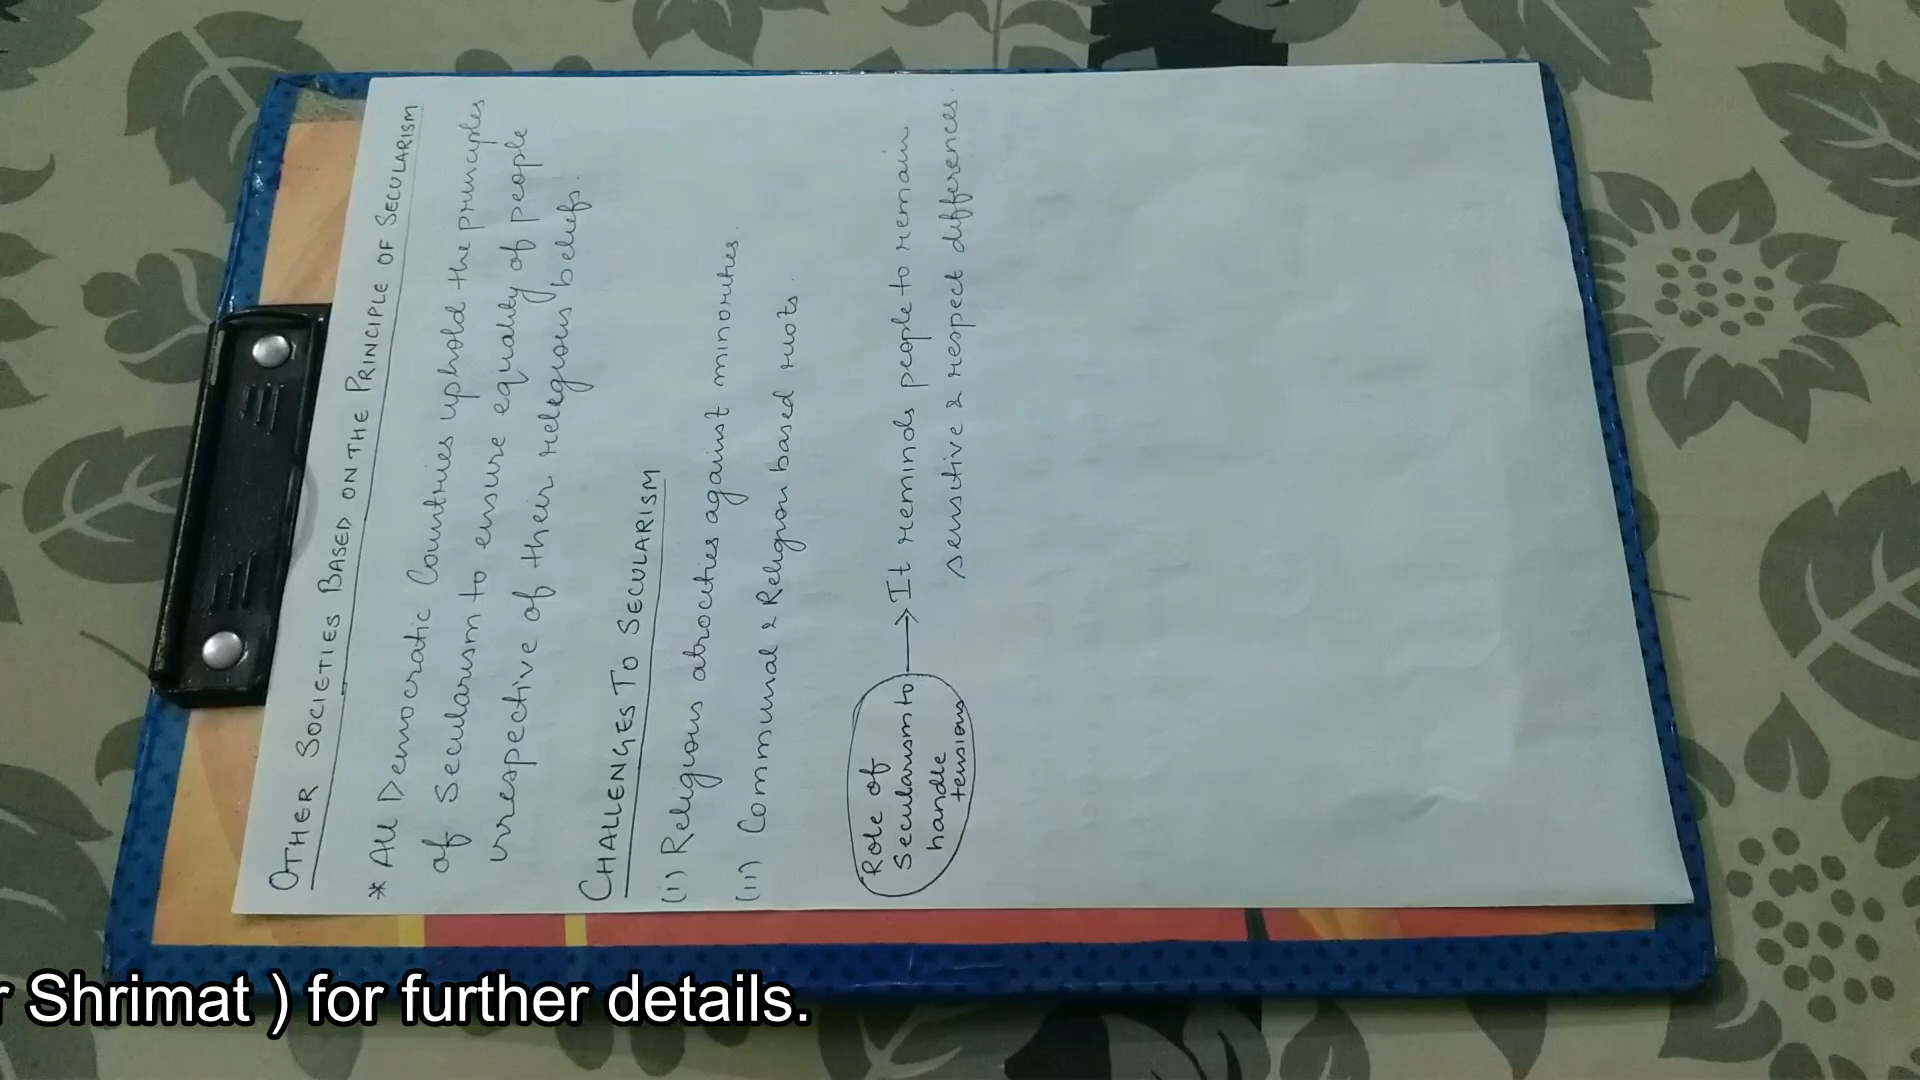 OTHER SOCIETIES BASED ON THE PRINCIPLE OF SECULARISM
* All Democratic Countries uphold the principles
of Secularism to ensure equality of people
irrespective of their religious beliefs.
CHALLENGES TO SECULARISM
(i) Religious atrocities against minorities.
(ii) Communal & Religion based riots.
Role of
Secularism to → It reminds people to remain
handle
tensions
sensitive & respect differences.
r Shrimat ) for further details.